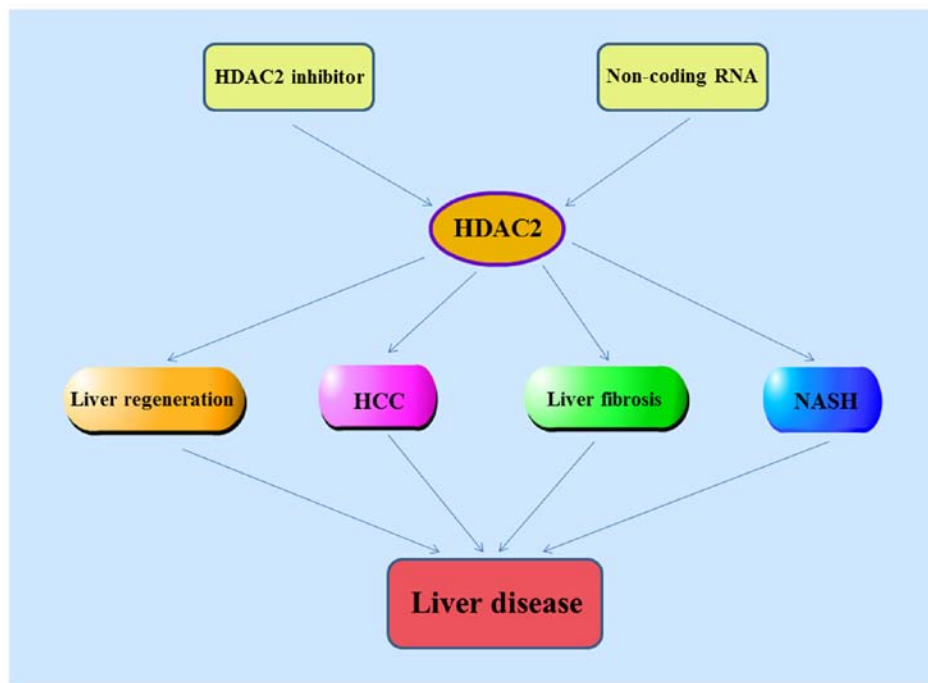 HDAC2 inhibitor
Non-coding RNA
HDAC2
Liver regeneration
HCC
Liver fibrosis
NASH
Liver disease